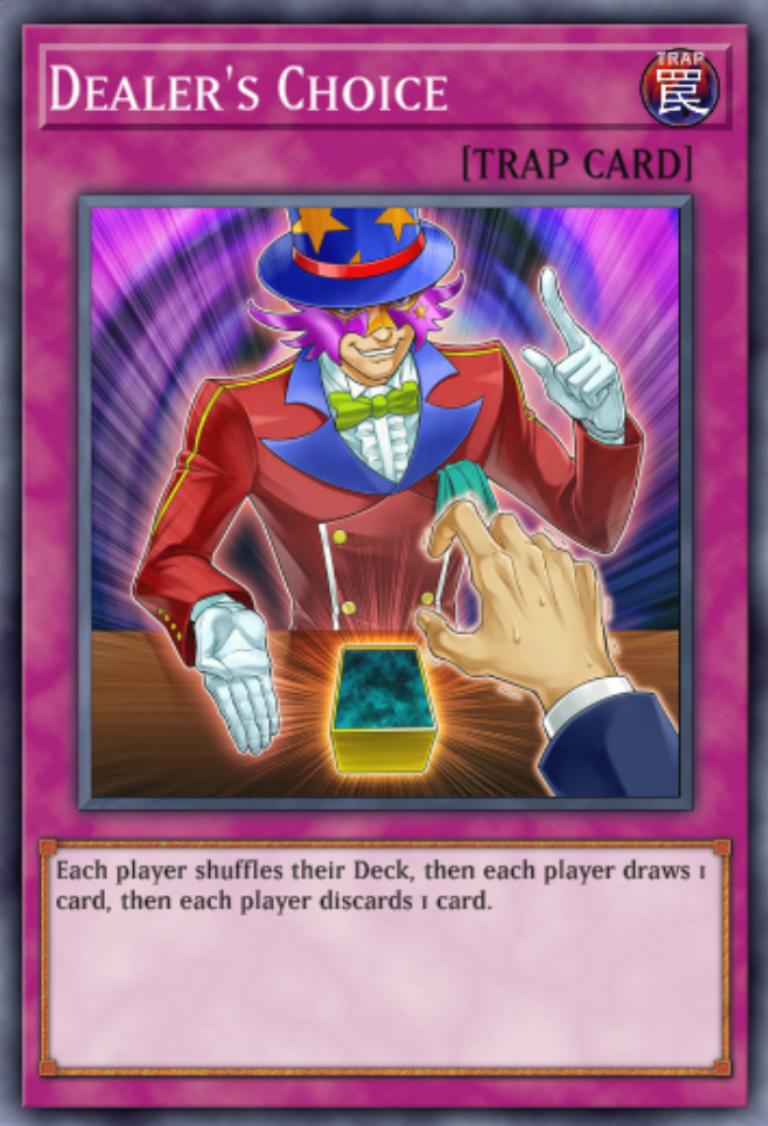 DEALER'S CHOICE
TRAP
罠
[TRAP CARD]
Each player shuffles their Deck, then each player draws 1
card, then each player discards 1 card.